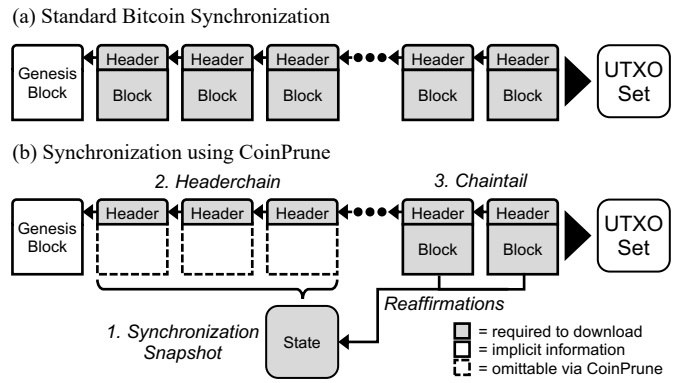 (a) Standard Bitcoin Synchronization
Genesis
Block
Header
Block
Header
Block
Header
Block
Header
Block
Header
Block
UTXO
Set
(b) Synchronization using CoinPrune
2. Headerchain
3. Chaintail
Genesis
Block
Header
Header
Header
Header
Block
Header
Block
UTXO
Set
Reaffirmations
1. Synchronization
Snapshot
State
= required to download
= implicit information
= omittable via CoinPrune